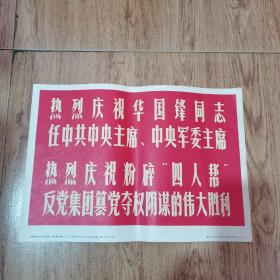 热烈庆祝华国锋同志
任中共中央主席、中央军委主席
热烈庆祝粉碎“四人帮”
反党集团篡党夺权阴谋的伟大胜利